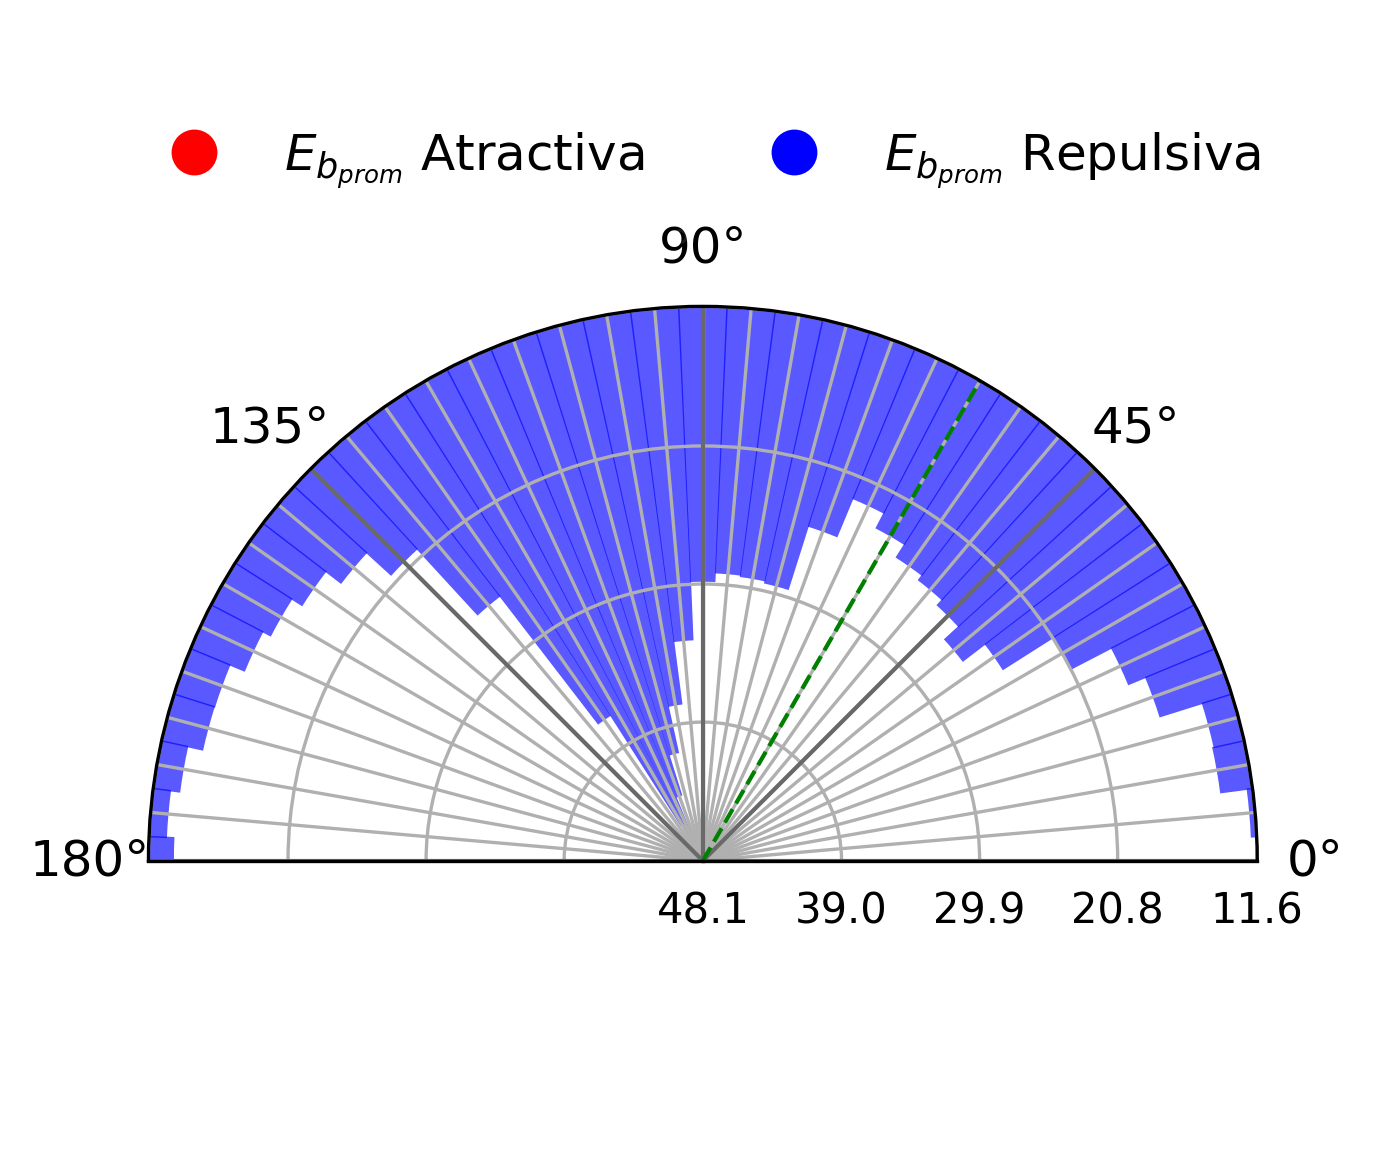 E_{b_{prom}} Atractiva E_{b_{prom}} Repulsiva
90°
135° 45°
180° 0°
48.1 39.0 29.9 20.8 11.6